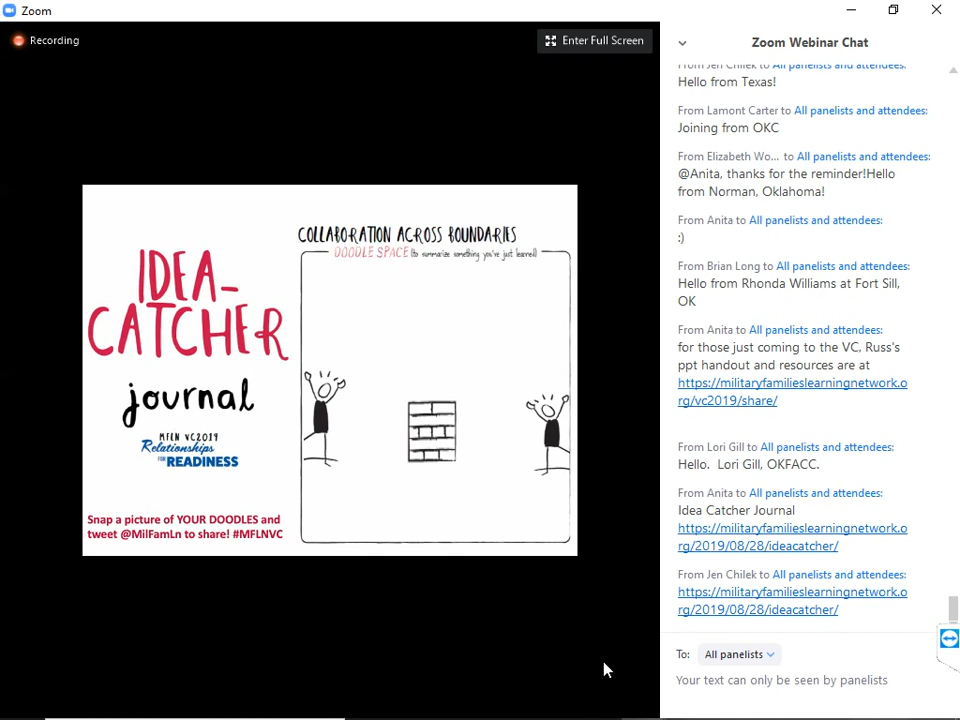 Zoom
Recording
Enter Full Screen
IDEA-
CATCHER
journal
MFLN VC2019
Relationships
FOR READINESS
Snap a picture of YOUR DOODLES and
tweet @MilFamLn to share! #MFLNVC
COLLABORATION ACROSS BOUNDARIES
DOODLE SPACE (to summarize something you've just learned)
Zoom Webinar Chat
From Jen Chilek to All panelists and attendees:
Hello from Texas!
From Lamont Carter to All panelists and attendees:
Joining from OKC
From Elizabeth Wo... to All panelists and attendees:
@Anita, thanks for the reminder!Hello
from Norman, Oklahoma!
From Anita to All panelists and attendees:
:)
From Brian Long to All panelists and attendees:
Hello from Rhonda Williams at Fort Sill,
OK
From Anita to All panelists and attendees:
for those just coming to the VC, Russ's
ppt handout and resources are at
https://militaryfamilieslearningnetwork.o
rg/vc2019/share/
From Lori Gill to All panelists and attendees:
Hello.  Lori Gill, OKFACC.
From Anita to All panelists and attendees:
Idea Catcher Journal
https://militaryfamilieslearningnetwork.o
rg/2019/08/28/ideacatcher/
From Jen Chilek to All panelists and attendees:
https://militaryfamilieslearningnetwork.o
rg/2019/08/28/ideacatcher/
To: All panelists
Your text can only be seen by panelists